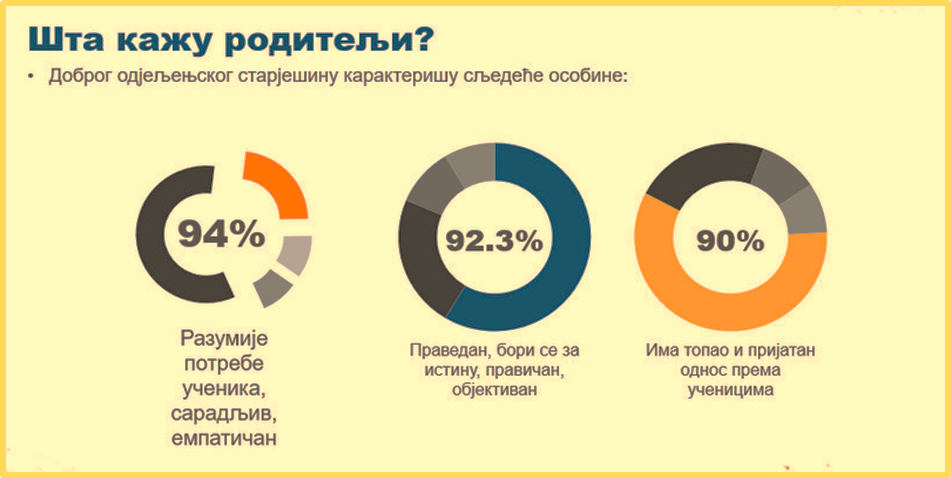 Шта кажу родитељи?
• Доброг одјељењског старјешину карактеришу сљедеће особине:
94%
92.3%
90%
Разумије
потребе
ученика,
сарадљив,
емпатичан
Праведан, бори се за
истину, правичан,
објективан
Има топао и пријатан
однос према
ученицима